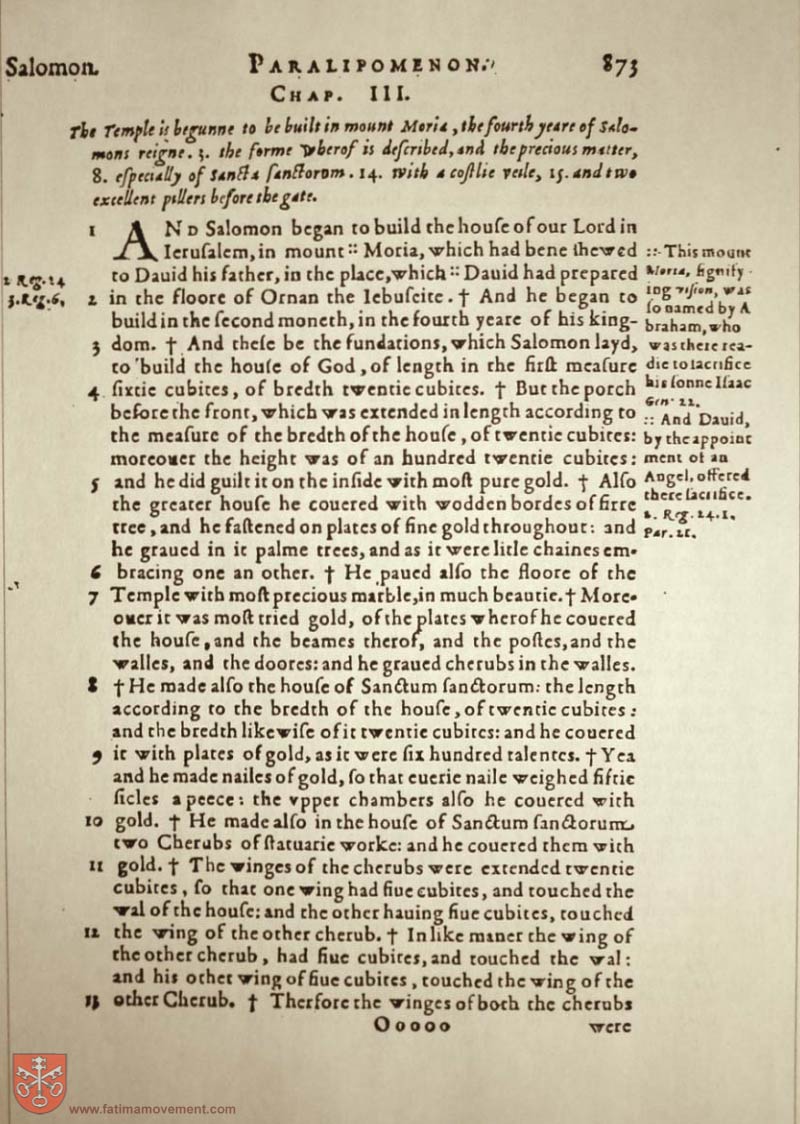 Salomon. PARALIPOMENON. 873
CHAP. III.
The Temple is begunne to be built in mount Moria, the fourth yeare of Salo-
mons reigne. 3. the forme wherof is deſcribed, and the precious matter,
8. eſpecially of Sancta ſanctorum. 14. with a coſtlie veile, 15. and two
excellent pillers before the gate.
1 AND Salomon began to build the houſe of our Lord in
Ieruſalem, in mount :: Moria, which had bene ſhewed
to Dauid his father, in the place, which :: Dauid had prepared
2 in the floore of Ornan the Iebuſeite. † And he began to
build in the ſecond moneth, in the fourth yeare of his king-
3 dom. † And theſe be the fundations, which Salomon layd,
to build the houſe of God, of length in the firſt meaſure
4 ſixtie cubites, of bredth twentie cubites. † But the porch
before the front, which was extended in length according to
the meaſure of the bredth of the houſe, of twentie cubites:
moreouer the height was of an hundred twentie cubites:
5 and he did guilt it on the inſide with moſt pure gold. † Alſo
the greater houſe he couered with wodden bordes of firre
tree, and he faſtened on plates of fine gold throughout: and
he graued in it palme trees, and as it were litle chaines em-
6 bracing one an other. † He paued alſo the floore of the
7 Temple with moſt precious marble, in much beautie. † More-
ouer it was moſt tried gold, of the plates wherof he couered
the houſe, and the beames therof, and the poſtes, and the
walles, and the doores: and he graued cherubs in the walles.
8 † He made alſo the houſe of Sanctum ſanctorum: the length
according to the bredth of the houſe, of twentie cubites:
and the bredth likewiſe of it twentie cubites: and he couered
9 it with plates of gold, as it were ſix hundred talentes. † Yea
and he made nailes of gold, ſo that euerie naile weighed fiftie
ſicles a peece: the vpper chambers alſo he couered with
10 gold. † He made alſo in the houſe of Sanctum ſanctorum
two Cherubs of ſtatuarie worke: and he couered them with
11 gold. † The winges of the cherubs were extended twentie
cubites, ſo that one wing had fiue cubites, and touched the
wal of the houſe: and the other hauing fiue cubites, touched
12 the wing of the other cherub. † In like maner the wing of
the other cherub, had fiue cubites, and touched the wal:
and his other wing of fiue cubites, touched the wing of the
13 other Cherub. † Therfore the winges of both the cherubs
Ooooo were
2 Reg. 24
3. Reg. 6,
:: This mount
Moria, ſignify-
ing viſion, was
ſo named by A
braham, who
was there rea-
die to ſacrifice
his ſonne Iſaac
Gen. 22.
:: And Dauid,
by the appoint
ment of an
Angel, offered
there ſacrifice.
2. Reg. 24. 1.
Par. 21.
www.fatimamovement.com